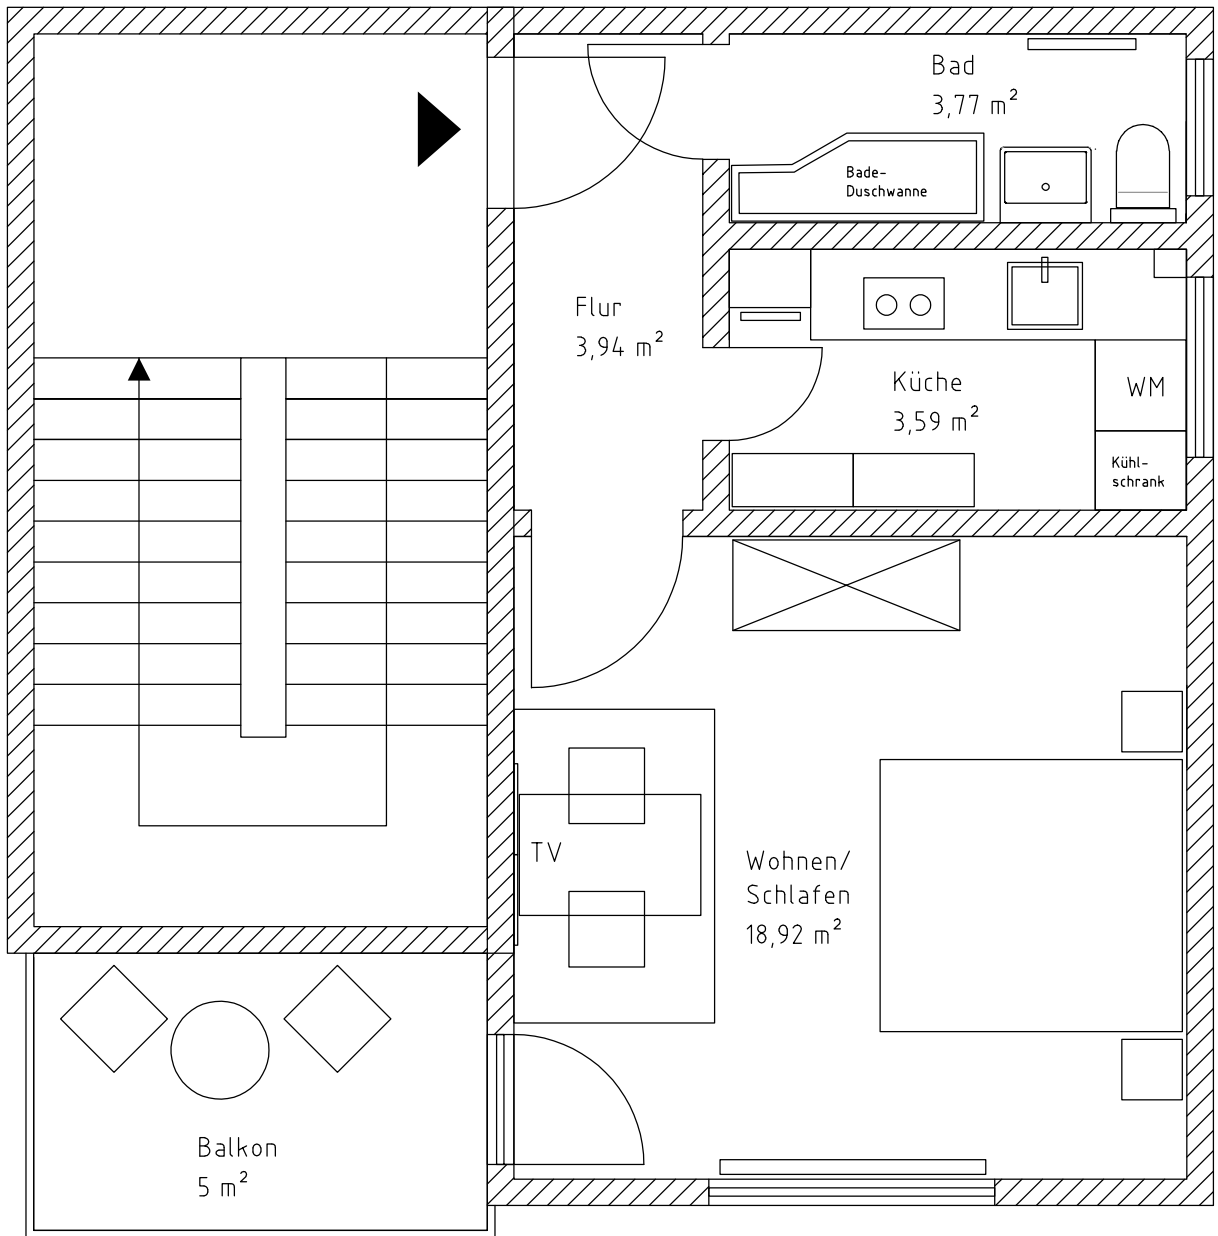 Bad
3,77 m²
Bade-
Duschwanne
Flur
3,94 m²
Küche
3,59 m²
WM
Kühl-
schrank
TV
Wohnen/
Schlafen
18,92 m²
Balkon
5 m²